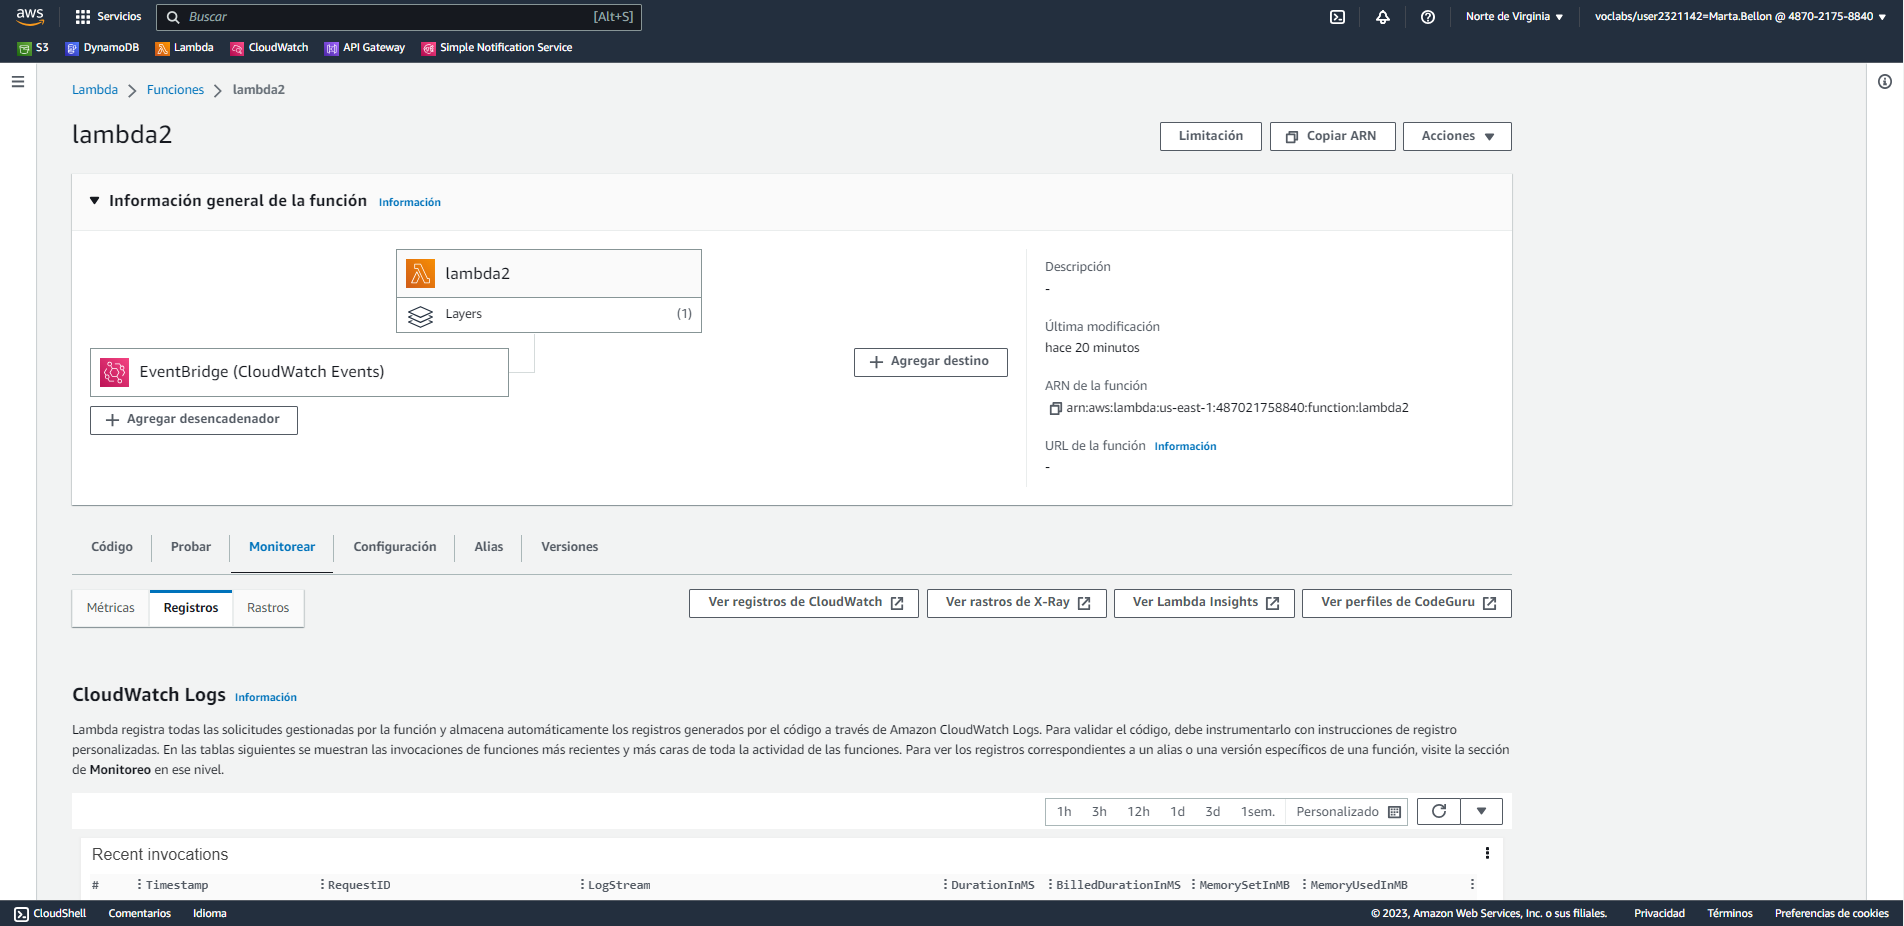 aws Servicios Buscar [Alt+S] Norte de Virginia voclabs/user2321142=Marta.Bellon @ 4870-2175-8840
S3 DynamoDB Lambda CloudWatch API Gateway Simple Notification Service
Lambda Funciones lambda2
lambda2
Limitación Copiar ARN Acciones
Información general de la función Información
lambda2
Layers (1)
EventBridge (CloudWatch Events)
Agregar desencadenador
Agregar destino
Descripción
-
Última modificación
hace 20 minutos
ARN de la función
arn:aws:lambda:us-east-1:487021758840:function:lambda2
URL de la función Información
-
Código Probar Monitorear Configuración Alias Versiones
Métricas Registros Rastros
Ver registros de CloudWatch Ver rastros de X-Ray Ver Lambda Insights Ver perfiles de CodeGuru
CloudWatch Logs Información
Lambda registra todas las solicitudes gestionadas por la función y almacena automáticamente los registros generados por el código a través de Amazon CloudWatch Logs. Para validar el código, debe instrumentarlo con instrucciones de registro
personalizadas. En las tablas siguientes se muestran las invocaciones de funciones más recientes y más caras de toda la actividad de las funciones. Para ver los registros correspondientes a un alias o una versión específicos de una función, visite la sección
de Monitoreo en ese nivel.
1h 3h 12h 1d 3d 1sem. Personalizado
Recent invocations
# Timestamp RequestID LogStream DurationInMS BilledDurationInMS MemorySetInMB MemoryUsedInMB
CloudShell Comentarios Idioma © 2023, Amazon Web Services, Inc. o sus filiales. Privacidad Términos Preferencias de cookies